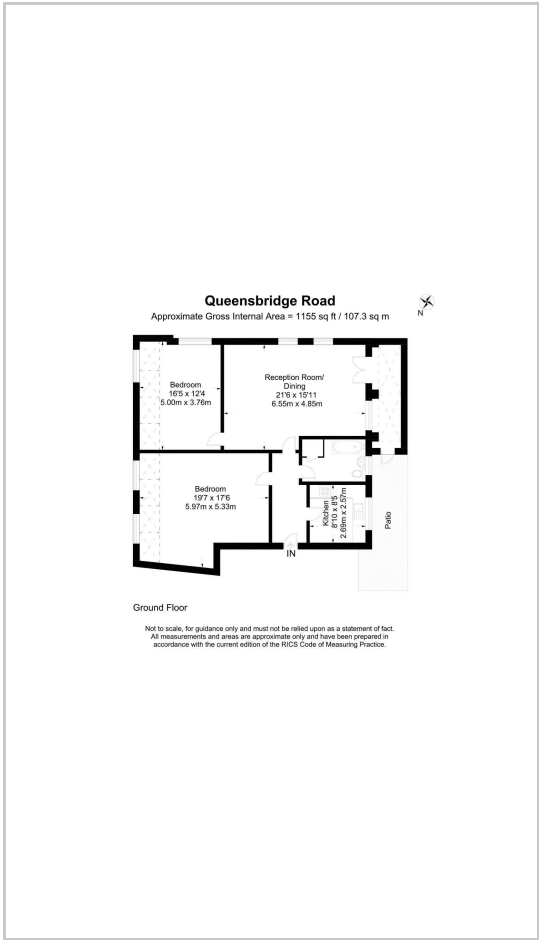 Queensbridge Road
Approximate Gross Internal Area = 1155 sq ft / 107.3 sq m
N
Bedroom
16'5 x 12'4
5.00m x 3.76m
Reception Room/
Dining
21'6 x 15'11
6.55m x 4.85m
Bedroom
19'7 x 17'6
5.97m x 5.33m
Kitchen
8'10 x 8'5
2.69m x 2.57m
Patio
IN
Ground Floor
Not to scale, for guidance only and must not be relied upon as a statement of fact.
All measurements and areas are approximate only and have been prepared in
accordance with the current edition of the RICS Code of Measuring Practice.